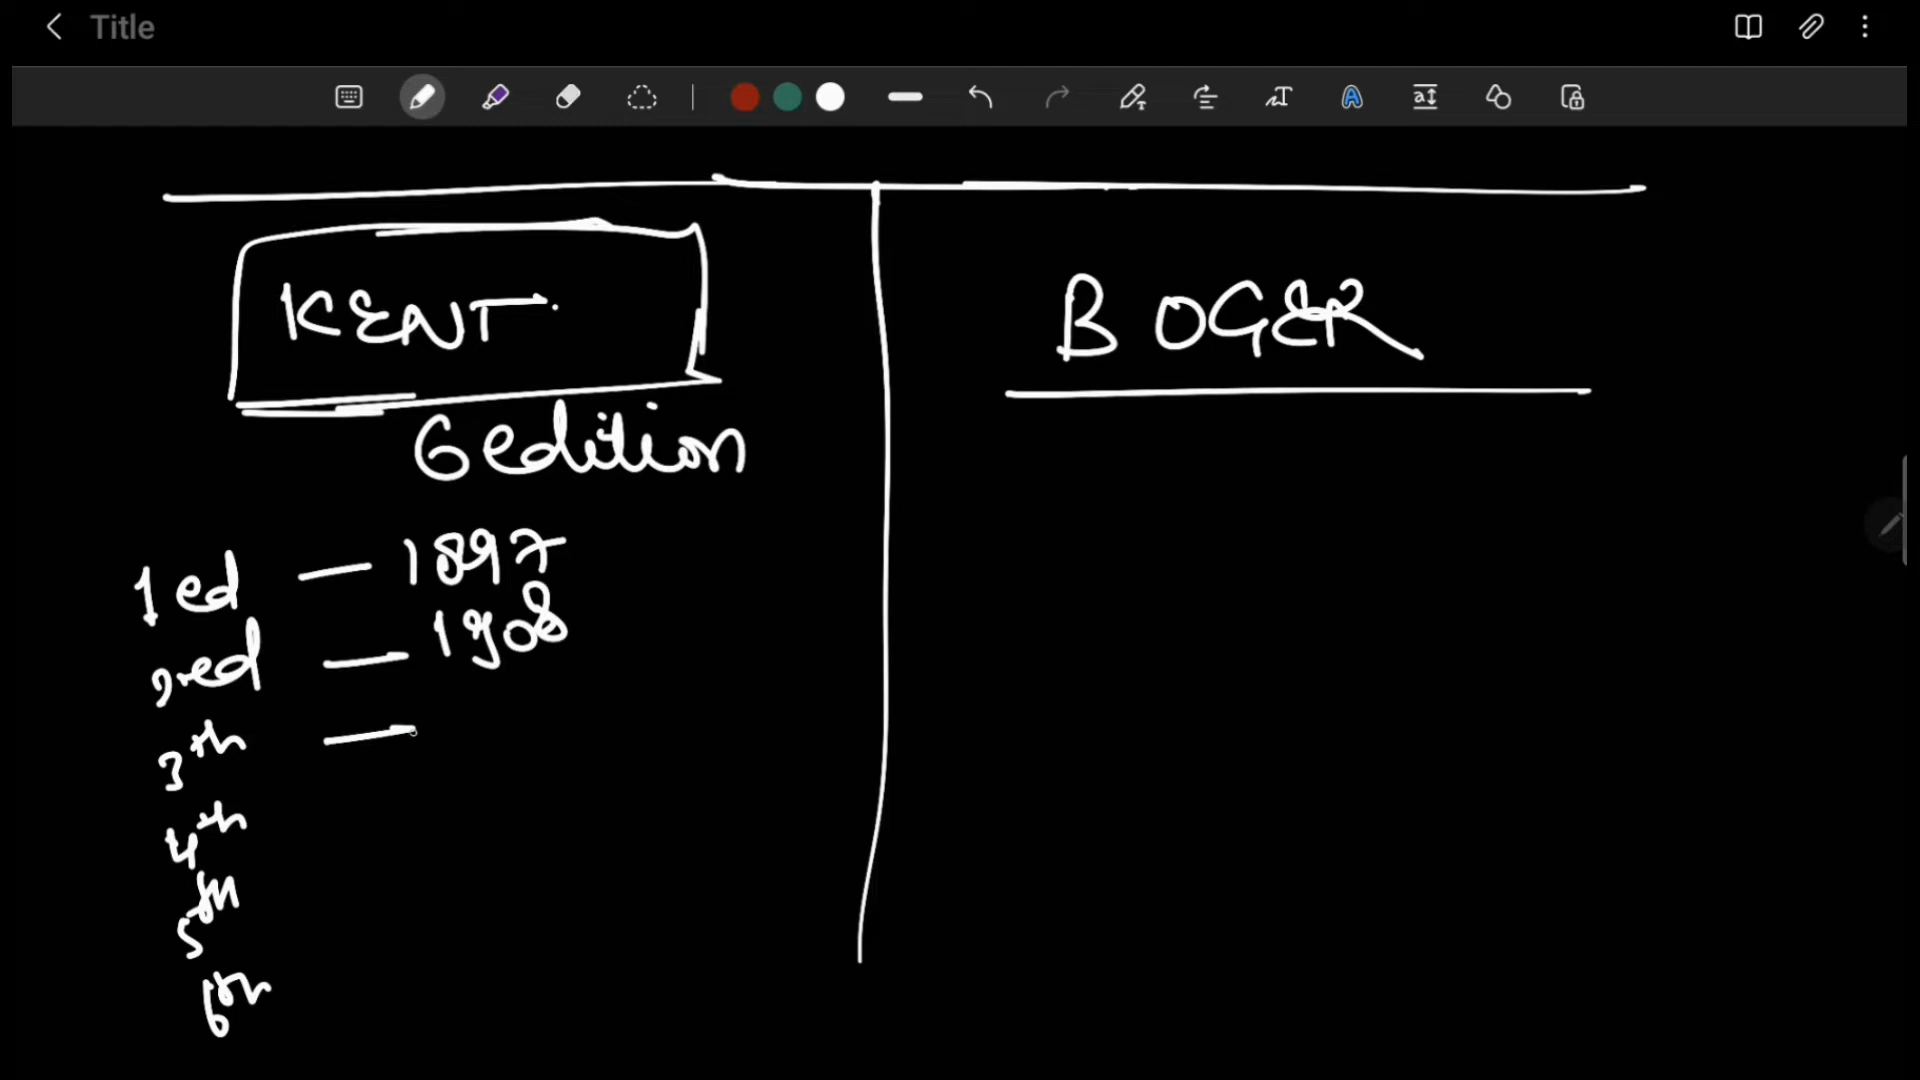 Title
KENT
6 edition
1 ed — 1897
2 ed — 1908
3th —
4th
5th
6th
BOGER